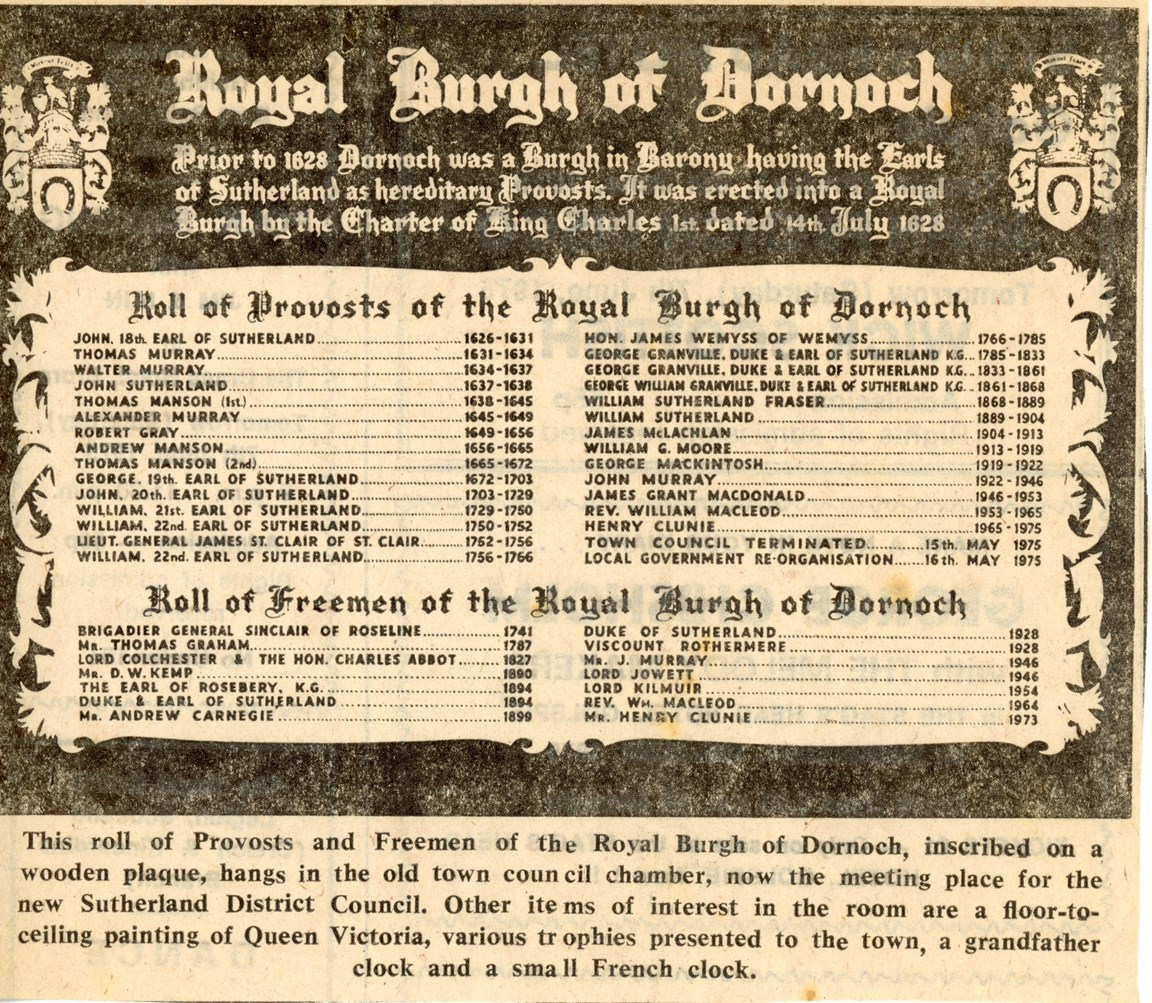 Without Fear
Without Fear
Royal Burgh of Dornoch
Prior to 1628 Dornoch was a Burgh in Barony having the Earls
of Sutherland as hereditary Provosts. It was erected into a Royal
Burgh by the Charter of King Charles 1st. dated 14th. July 1628
Roll of Provosts of the Royal Burgh of Dornoch
JOHN. 18th. EARL OF SUTHERLAND 1626-1631
THOMAS MURRAY 1631-1634
WALTER MURRAY 1634-1637
JOHN SUTHERLAND 1637-1638
THOMAS MANSON (1st.) 1638-1645
ALEXANDER MURRAY 1645-1649
ROBERT GRAY 1649-1656
ANDREW MANSON 1656-1665
THOMAS MANSON (2nd) 1665-1672
GEORGE. 19th. EARL OF SUTHERLAND 1672-1703
JOHN. 20th. EARL OF SUTHERLAND 1703-1729
WILLIAM. 21st. EARL OF SUTHERLAND 1729-1750
WILLIAM. 22nd. EARL OF SUTHERLAND 1750-1752
LIEUT. GENERAL JAMES ST. CLAIR OF ST. CLAIR 1762-1756
WILLIAM. 22nd. EARL OF SUTHERLAND 1756-1766
HON. JAMES WEMYSS OF WEMYSS 1766-1785
GEORGE GRANVILLE. DUKE & EARL OF SUTHERLAND K.G. 1785-1833
GEORGE GRANVILLE. DUKE & EARL OF SUTHERLAND K.G. 1833-1861
GEORGE WILLIAM GRANVILLE. DUKE & EARL OF SUTHERLAND K.G. 1861-1868
WILLIAM SUTHERLAND FRASER 1868-1889
WILLIAM SUTHERLAND 1889-1904
JAMES McLACHLAN 1904-1913
WILLIAM G. MOORE 1913-1919
GEORGE MACKINTOSH 1919-1922
JOHN MURRAY 1922-1946
JAMES GRANT MACDONALD 1946-1953
REV. WILLIAM MACLEOD 1953-1965
HENRY CLUNIE 1965-1975
TOWN COUNCIL TERMINATED 15th. MAY 1975
LOCAL GOVERNMENT RE-ORGANISATION 16th. MAY 1975
Roll of Freemen of the Royal Burgh of Dornoch
BRIGADIER GENERAL SINCLAIR OF ROSELINE 1741
MR. THOMAS GRAHAM 1787
LORD COLCHESTER & THE HON. CHARLES ABBOT 1827
MR. D. W. KEMP 1890
THE EARL OF ROSEBERY, K.G. 1894
DUKE & EARL OF SUTHERLAND 1894
MR. ANDREW CARNEGIE 1899
DUKE OF SUTHERLAND 1928
VISCOUNT ROTHERMERE 1928
MR. J. MURRAY 1946
LORD JOWETT 1946
LORD KILMUIR 1954
REV. WM. MACLEOD 1964
MR. HENRY CLUNIE 1973
This roll of Provosts and Freemen of the Royal Burgh of Dornoch, inscribed on a
wooden plaque, hangs in the old town council chamber, now the meeting place for the
new Sutherland District Council. Other items of interest in the room are a floor-to-
ceiling painting of Queen Victoria, various trophies presented to the town, a grandfather
clock and a small French clock.